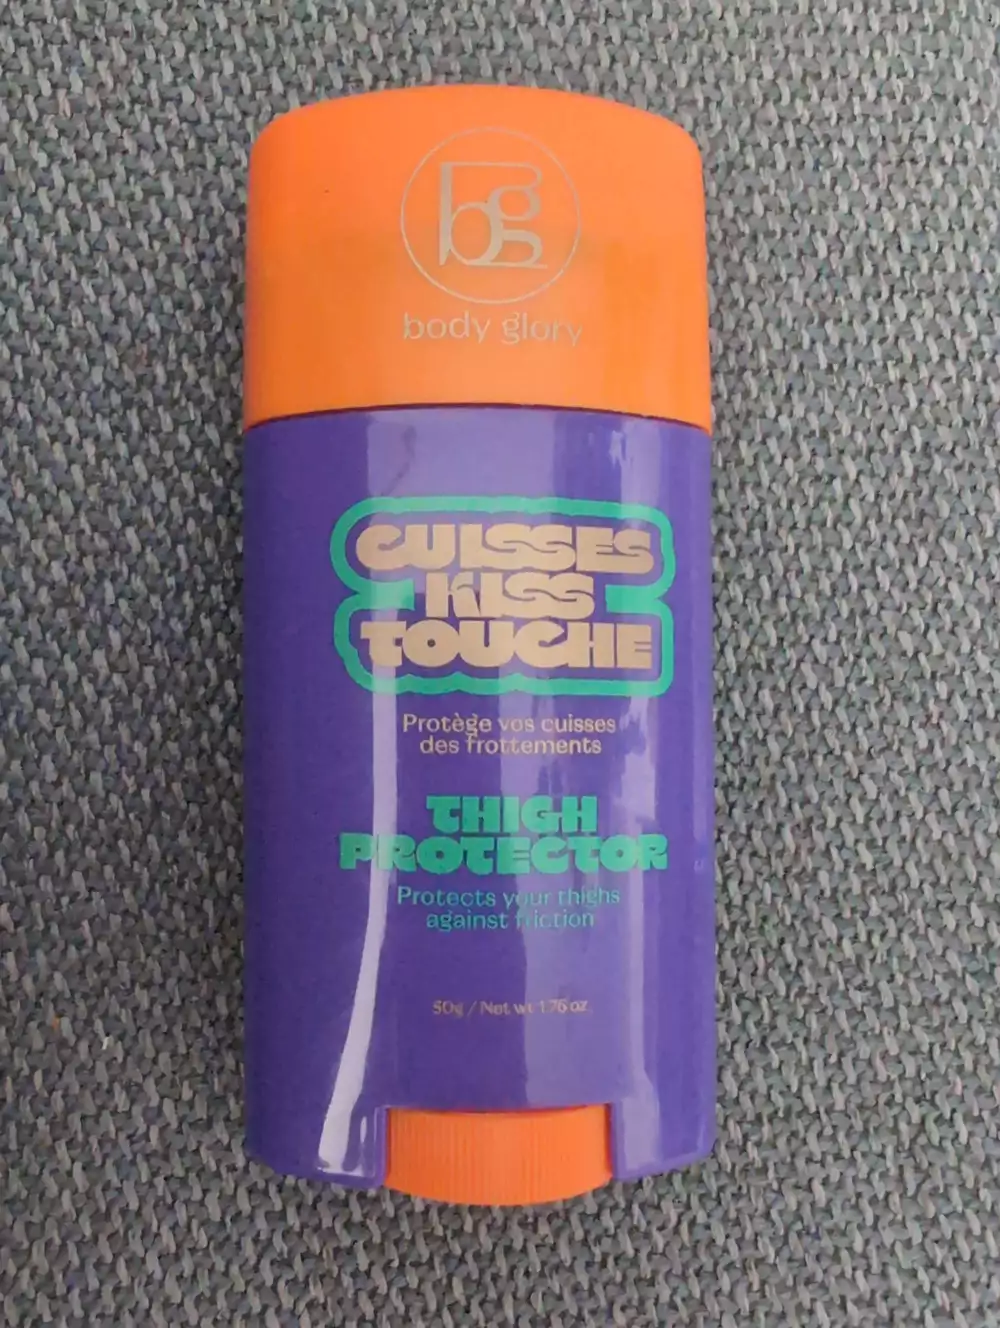 bg
body glory
CUISSES
KISS
TOUCHE
Protège vos cuisses
des frottements
THIGH
PROTECTOR
Protects your thighs
against friction
50g / Net wt 1.76 oz.